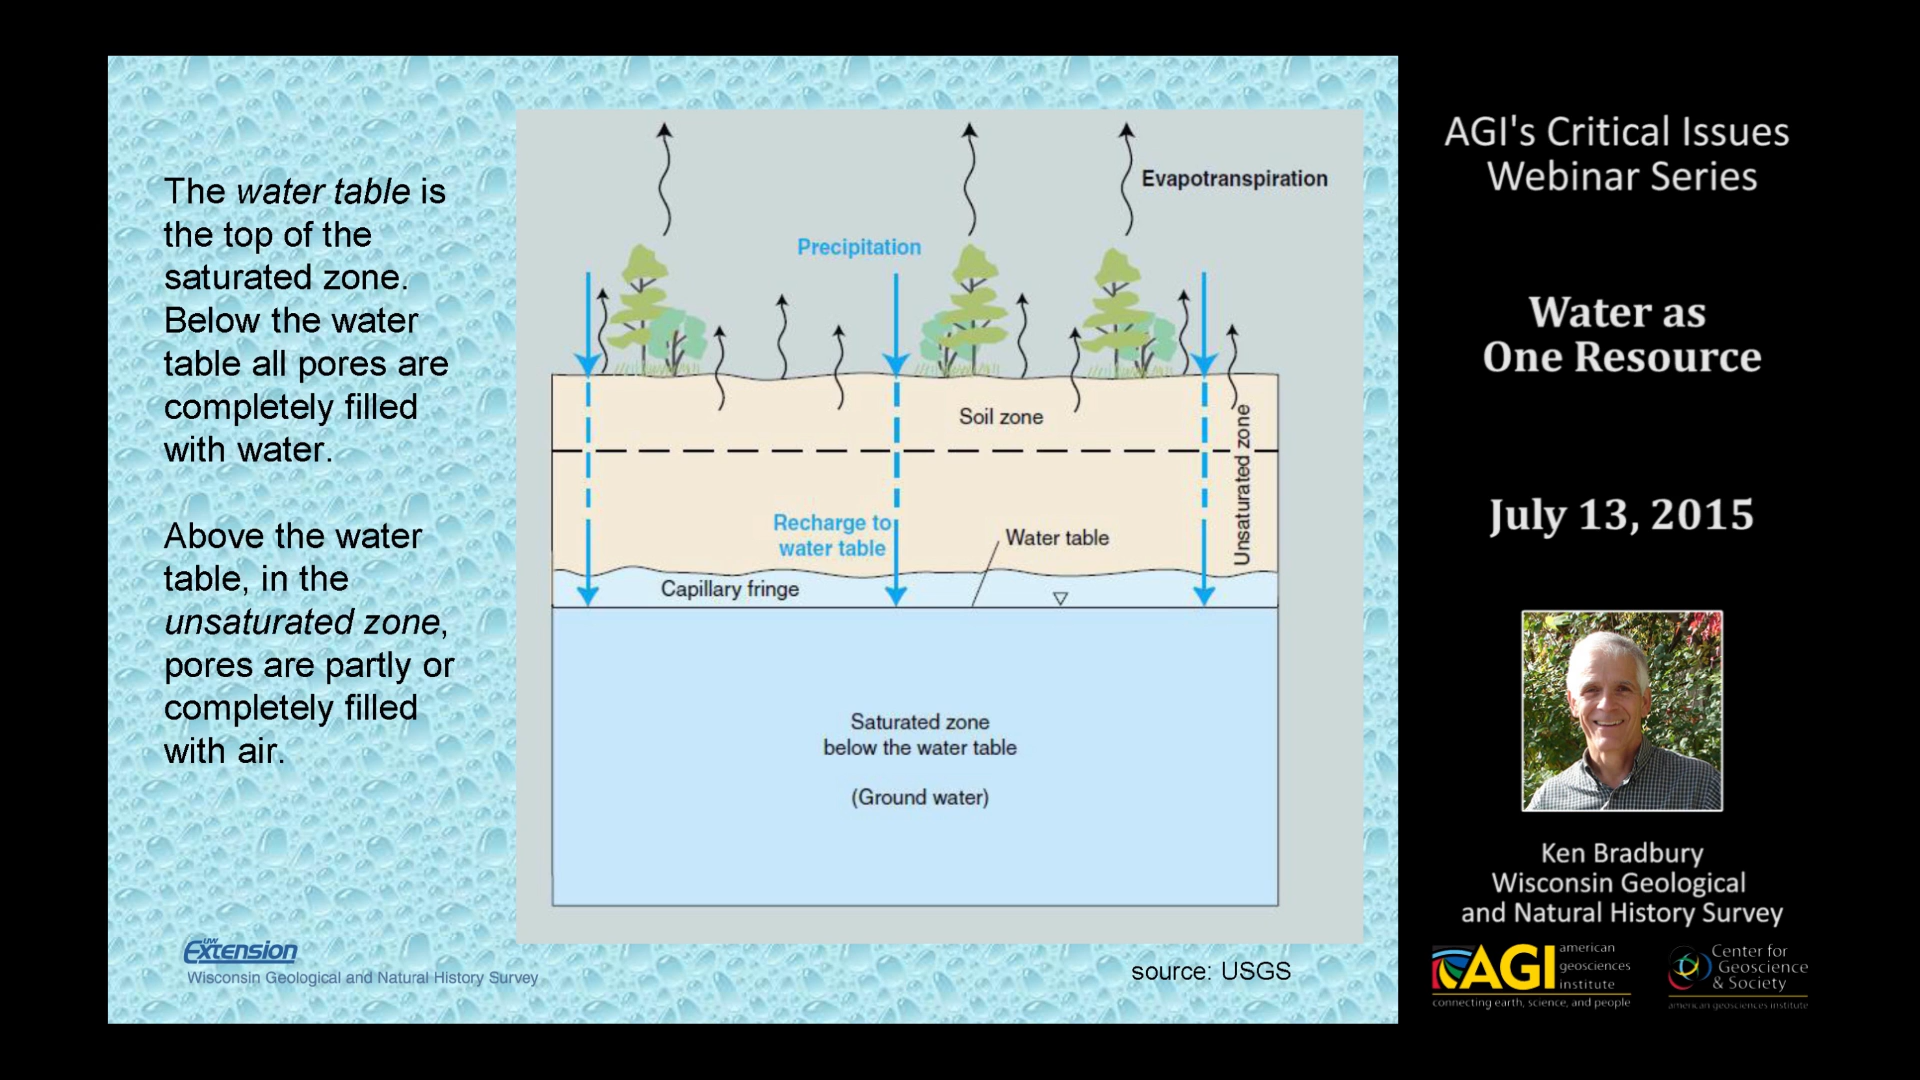 The water table is
the top of the
saturated zone.
Below the water
table all pores are
completely filled
with water.
Above the water
table, in the
unsaturated zone,
pores are partly or
completely filled
with air.
Evapotranspiration
Precipitation
Soil zone
Unsaturated zone
Recharge to
water table
Water table
Capillary fringe
Saturated zone
below the water table
(Ground water)
UW
Extension
Wisconsin Geological and Natural History Survey
source: USGS
AGI's Critical Issues
Webinar Series
Water as
One Resource
July 13, 2015
Ken Bradbury
Wisconsin Geological
and Natural History Survey
AGI
american
geosciences
institute
connecting earth, science, and people
Center for
Geoscience
& Society
american geosciences institute